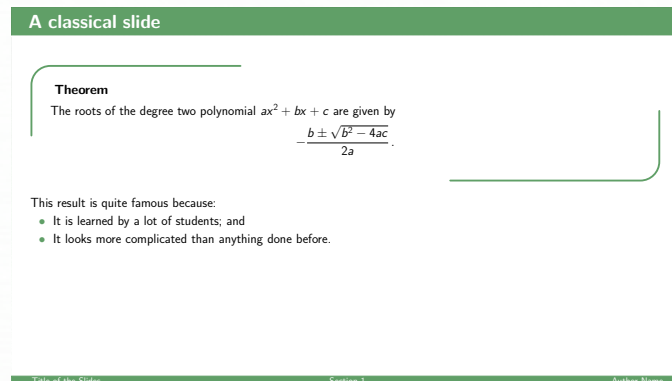 A classical slide
Theorem
The roots of the degree two polynomial ax² + bx + c are given by
−(b ± √(b² − 4ac))/(2a).
This result is quite famous because:
• It is learned by a lot of students; and
• It looks more complicated than anything done before.
Title of the Slides Section 1 Author Name